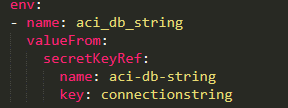 env:
- name: aci_db_string
  valueFrom:
    secretKeyRef:
      name: aci-db-string
      key: connectionstring